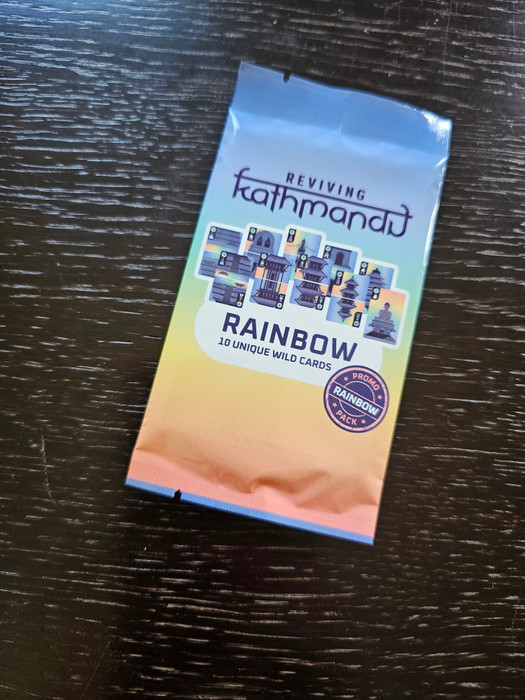 REVIVING
kathmandu
RAINBOW
10 UNIQUE WILD CARDS
PROMO
RAINBOW
PACK